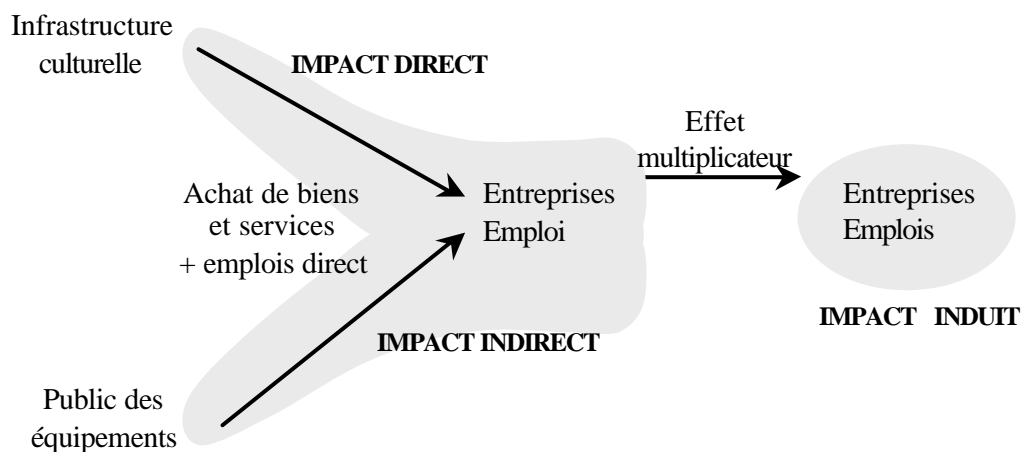 Infrastructure
culturelle
IMPACT DIRECT
Effet
multiplicateur
Achat de biens
et services
+ emplois direct
Entreprises
Emploi
Entreprises
Emplois
IMPACT INDUIT
IMPACT INDIRECT
Public des
équipements